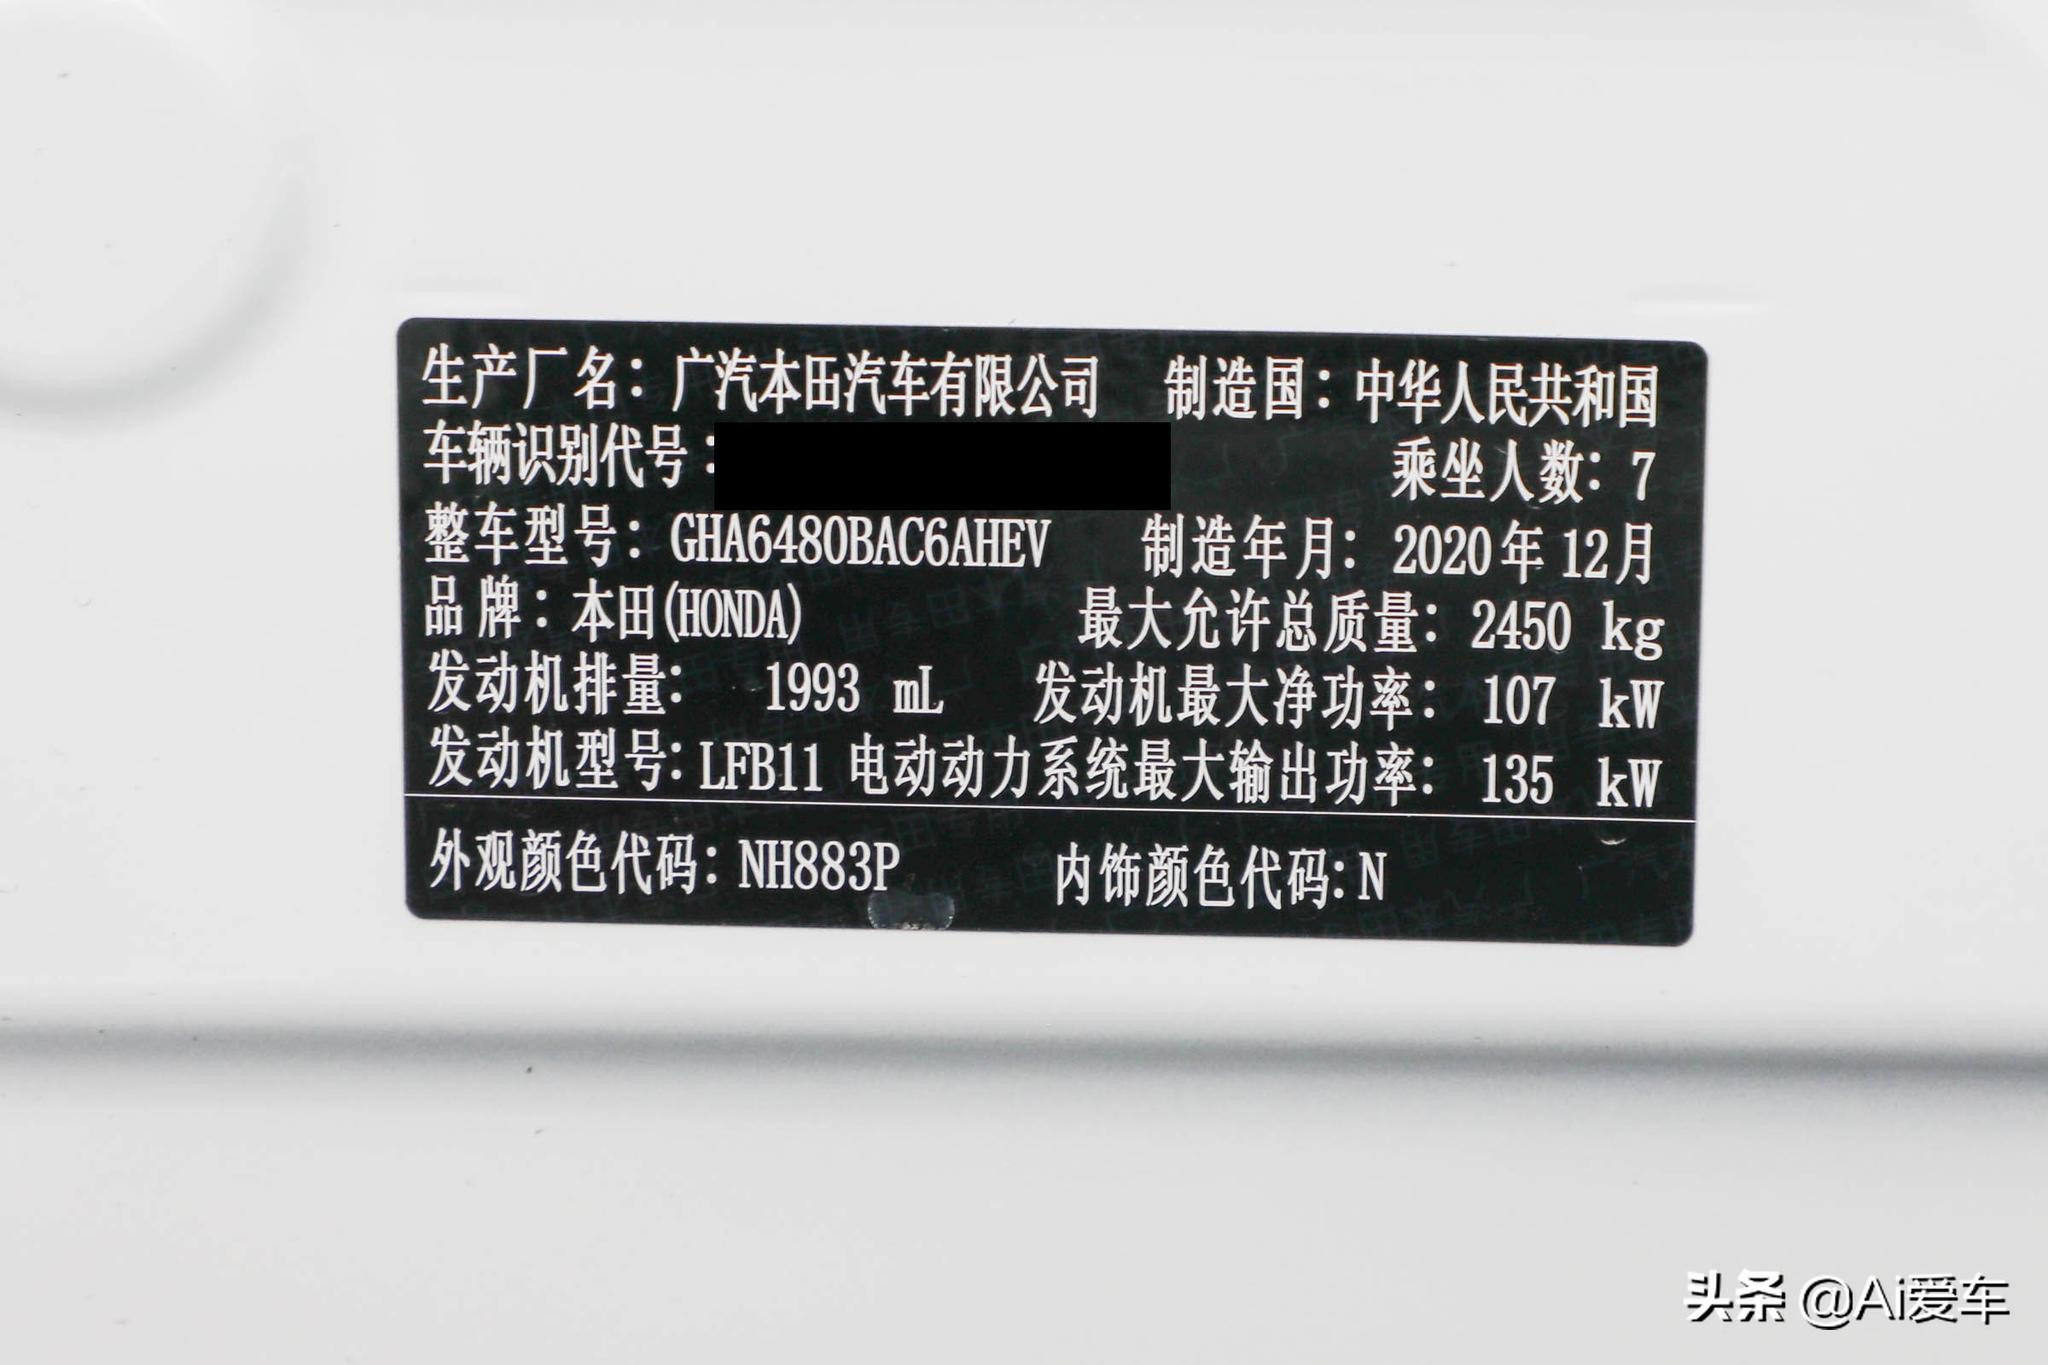 生产厂名：广汽本田汽车有限公司 制造国：中华人民共和国
车辆识别代号： 乘坐人数：7
整车型号：GHA6480BAC6AHEV 制造年月：2020年12月
品牌：本田(HONDA) 最大允许总质量：2450 kg
发动机排量：1993 mL 发动机最大净功率：107 kW
发动机型号：LFB11 电动动力系统最大输出功率：135 kW
外观颜色代码：NH883P 内饰颜色代码：N
头条 @Ai爱车